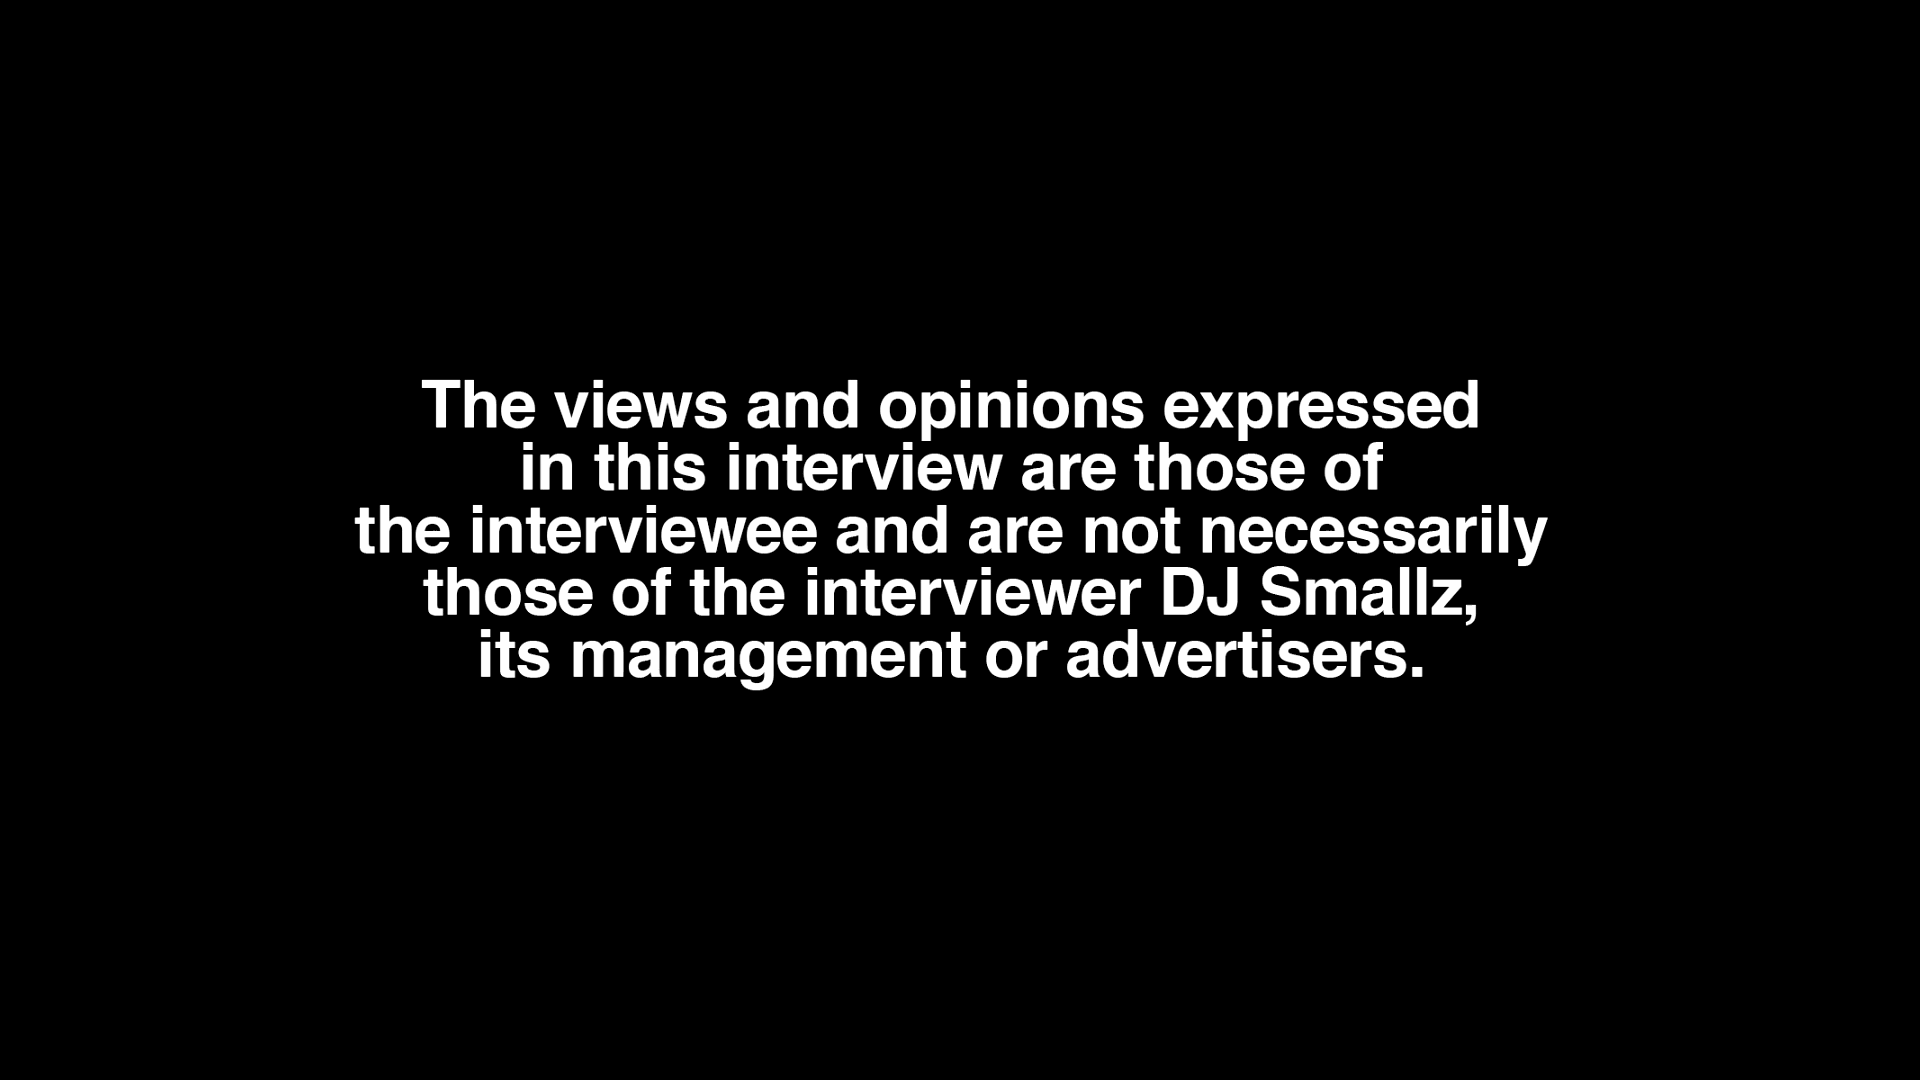 The views and opinions expressed
in this interview are those of
the interviewee and are not necessarily
those of the interviewer DJ Smallz,
its management or advertisers.